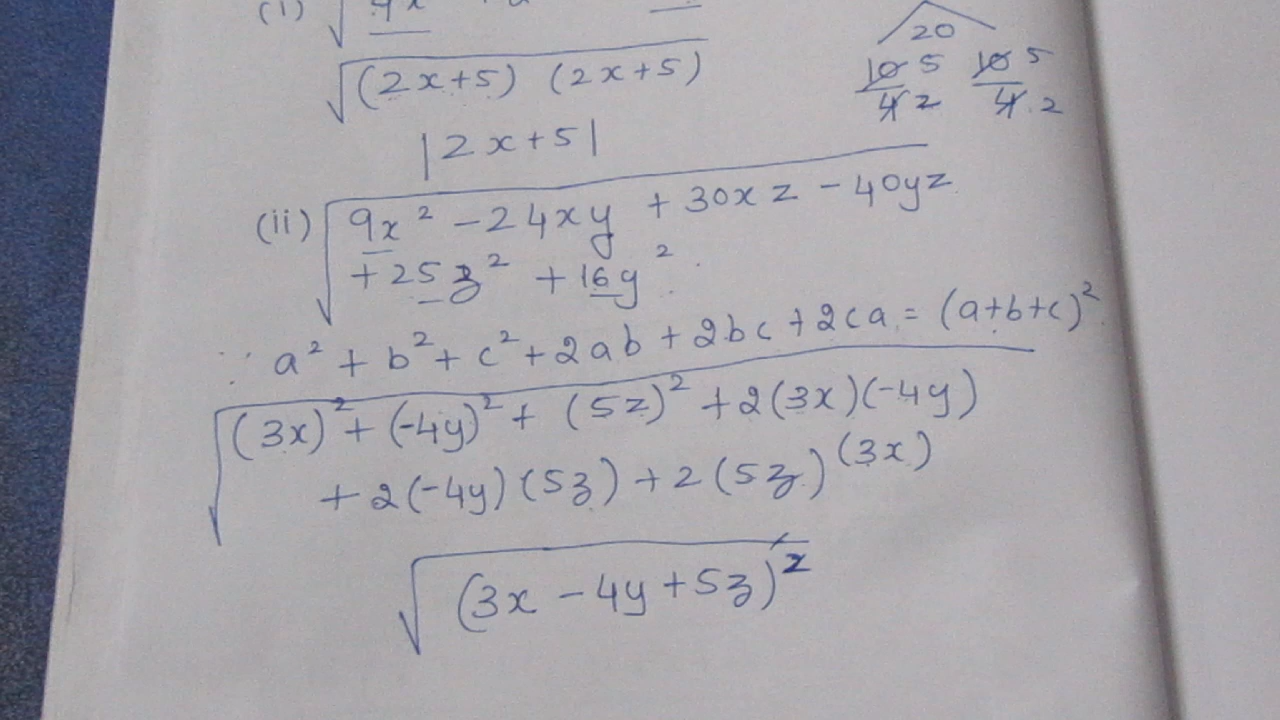 (i) √
√(2x+5) (2x+5)
|2x+5|
20
10 5 10 5
4 2 4 .2
(ii) √9x² - 24xy + 30xz - 40yz
+ 25z² + 16y².
∵ a² + b² + c² + 2ab + 2bc + 2ca = (a+b+c)²
√(3x)² + (-4y)² + (5z)² + 2(3x)(-4y)
+ 2(-4y)(5z) + 2(5z)(3x)
√(3x - 4y + 5z)²